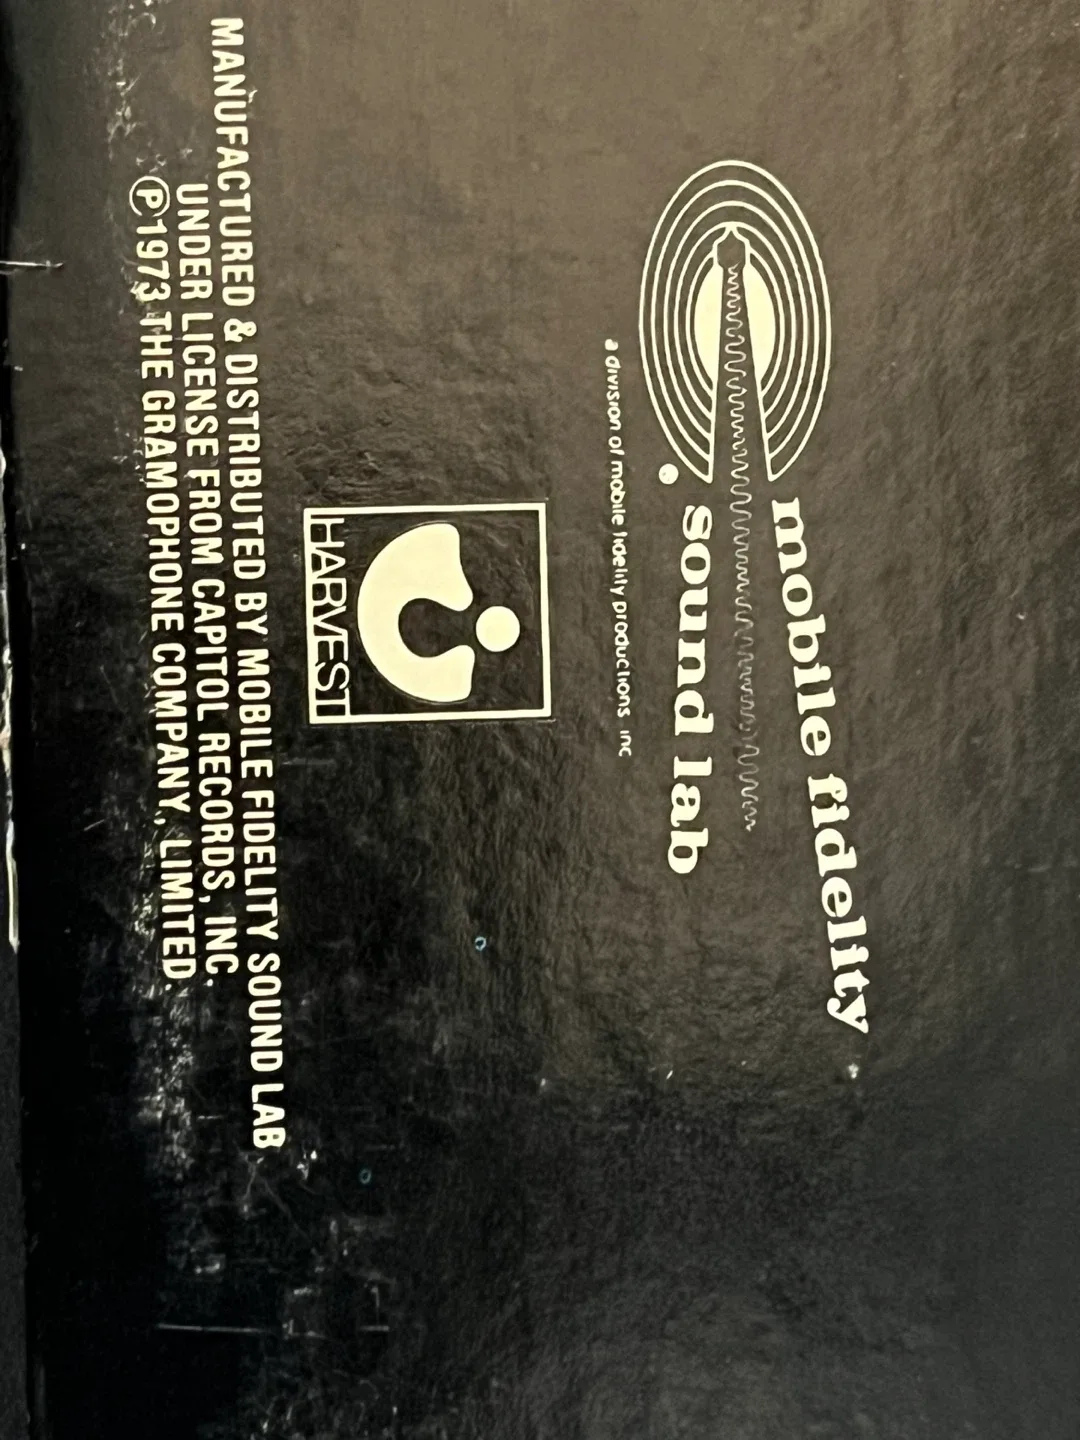 mobile fidelity
sound lab
a division of mobile fidelity productions inc
HARVEST
MANUFACTURED & DISTRIBUTED BY MOBILE FIDELITY SOUND LAB
UNDER LICENSE FROM CAPITOL RECORDS, INC.
Ⓟ1973 THE GRAMOPHONE COMPANY, LIMITED.